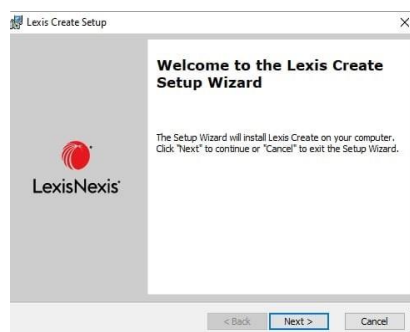 Lexis Create Setup
Welcome to the Lexis Create
Setup Wizard
The Setup Wizard will install Lexis Create on your computer.
Click "Next" to continue or "Cancel" to exit the Setup Wizard.
LexisNexis
< Back Next > Cancel